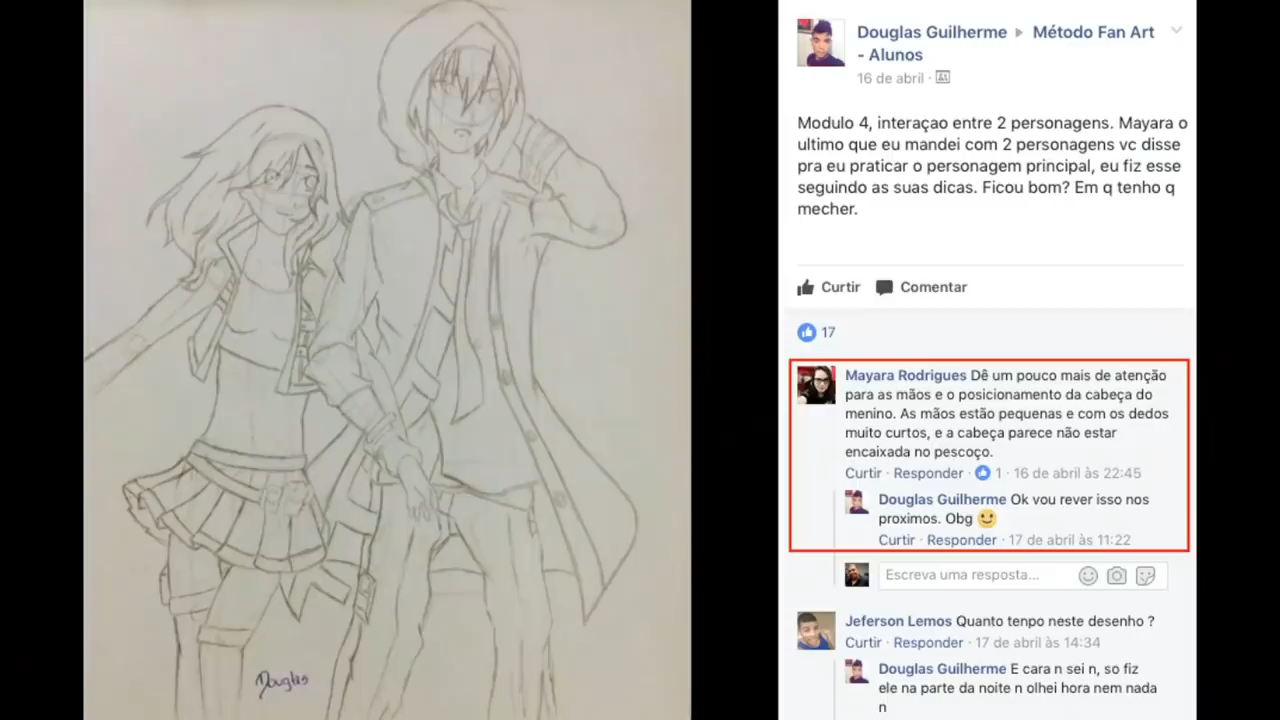 Douglas
Douglas Guilherme ▸ Método Fan Art
- Alunos
16 de abril ·
Modulo 4, interaçao entre 2 personagens. Mayara o
ultimo que eu mandei com 2 personagens vc disse
pra eu praticar o personagem principal, eu fiz esse
seguindo as suas dicas. Ficou bom? Em q tenho q
mecher.
Curtir Comentar
17
Mayara Rodrigues Dê um pouco mais de atenção
para as mãos e o posicionamento da cabeça do
menino. As mãos estão pequenas e com os dedos
muito curtos, e a cabeça parece não estar
encaixada no pescoço.
Curtir · Responder · 1 · 16 de abril às 22:45
Douglas Guilherme Ok vou rever isso nos
proximos. Obg
Curtir · Responder · 17 de abril às 11:22
Escreva uma resposta...
Jeferson Lemos Quanto tenpo neste desenho ?
Curtir · Responder · 17 de abril às 14:34
Douglas Guilherme E cara n sei n, so fiz
ele na parte da noite n olhei hora nem nada
n